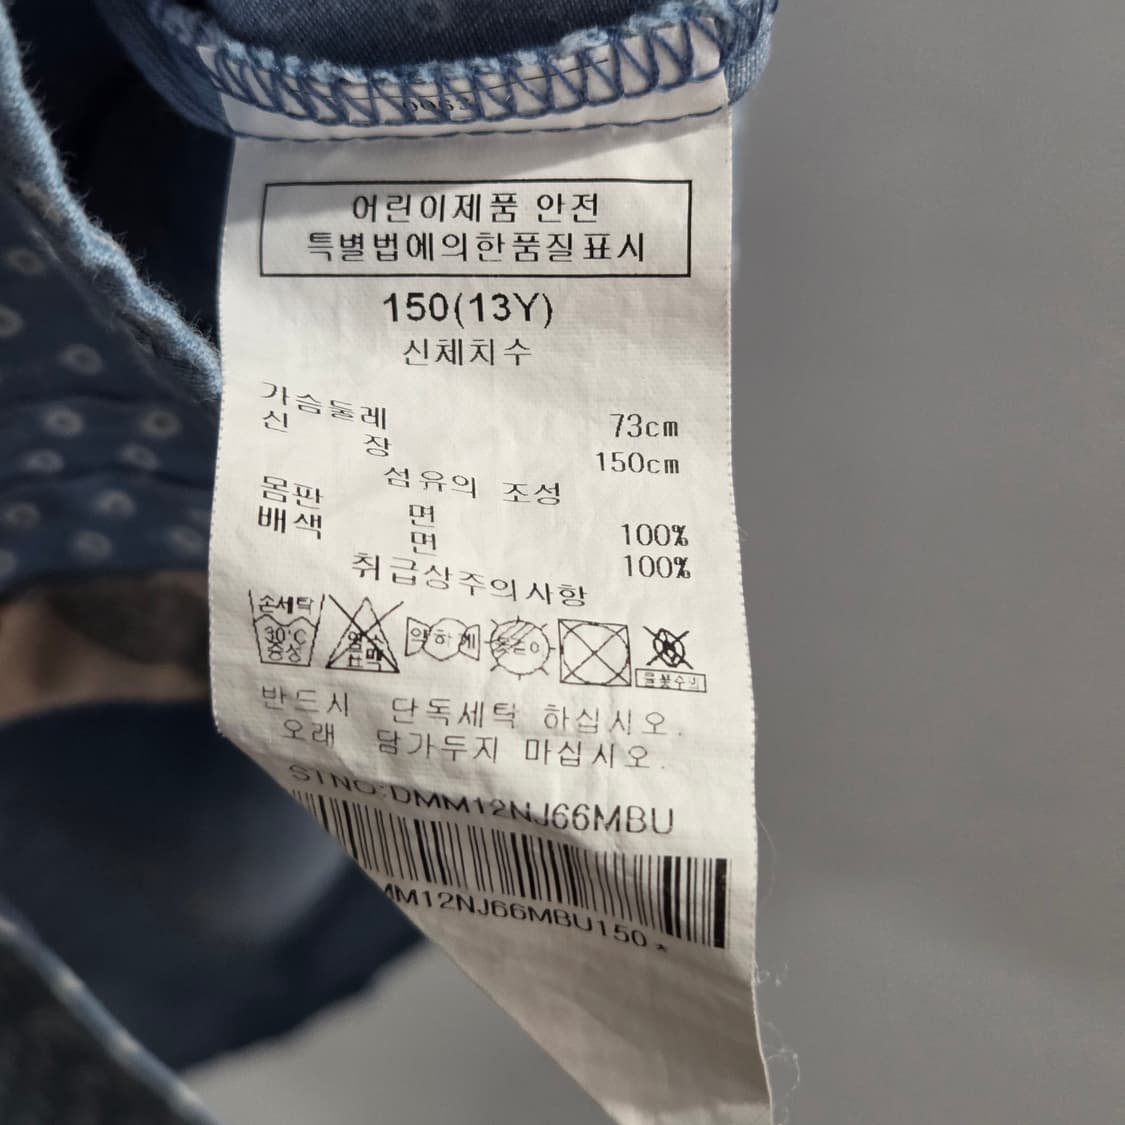 어린이제품 안전
특별법에의한품질표시
150(13Y)
신체치수
가슴둘레 73cm
신 장 150cm
섬유의 조성
몸판 면 100%
배색 면 100%
취급상주의사항
손세탁 30℃ 중성 염소 표백 약하게
반드시 단독세탁 하십시오.
오래 담가두지 마십시오.
STNO:DMM12NJ66MBU
MM12NJ66MBU150*